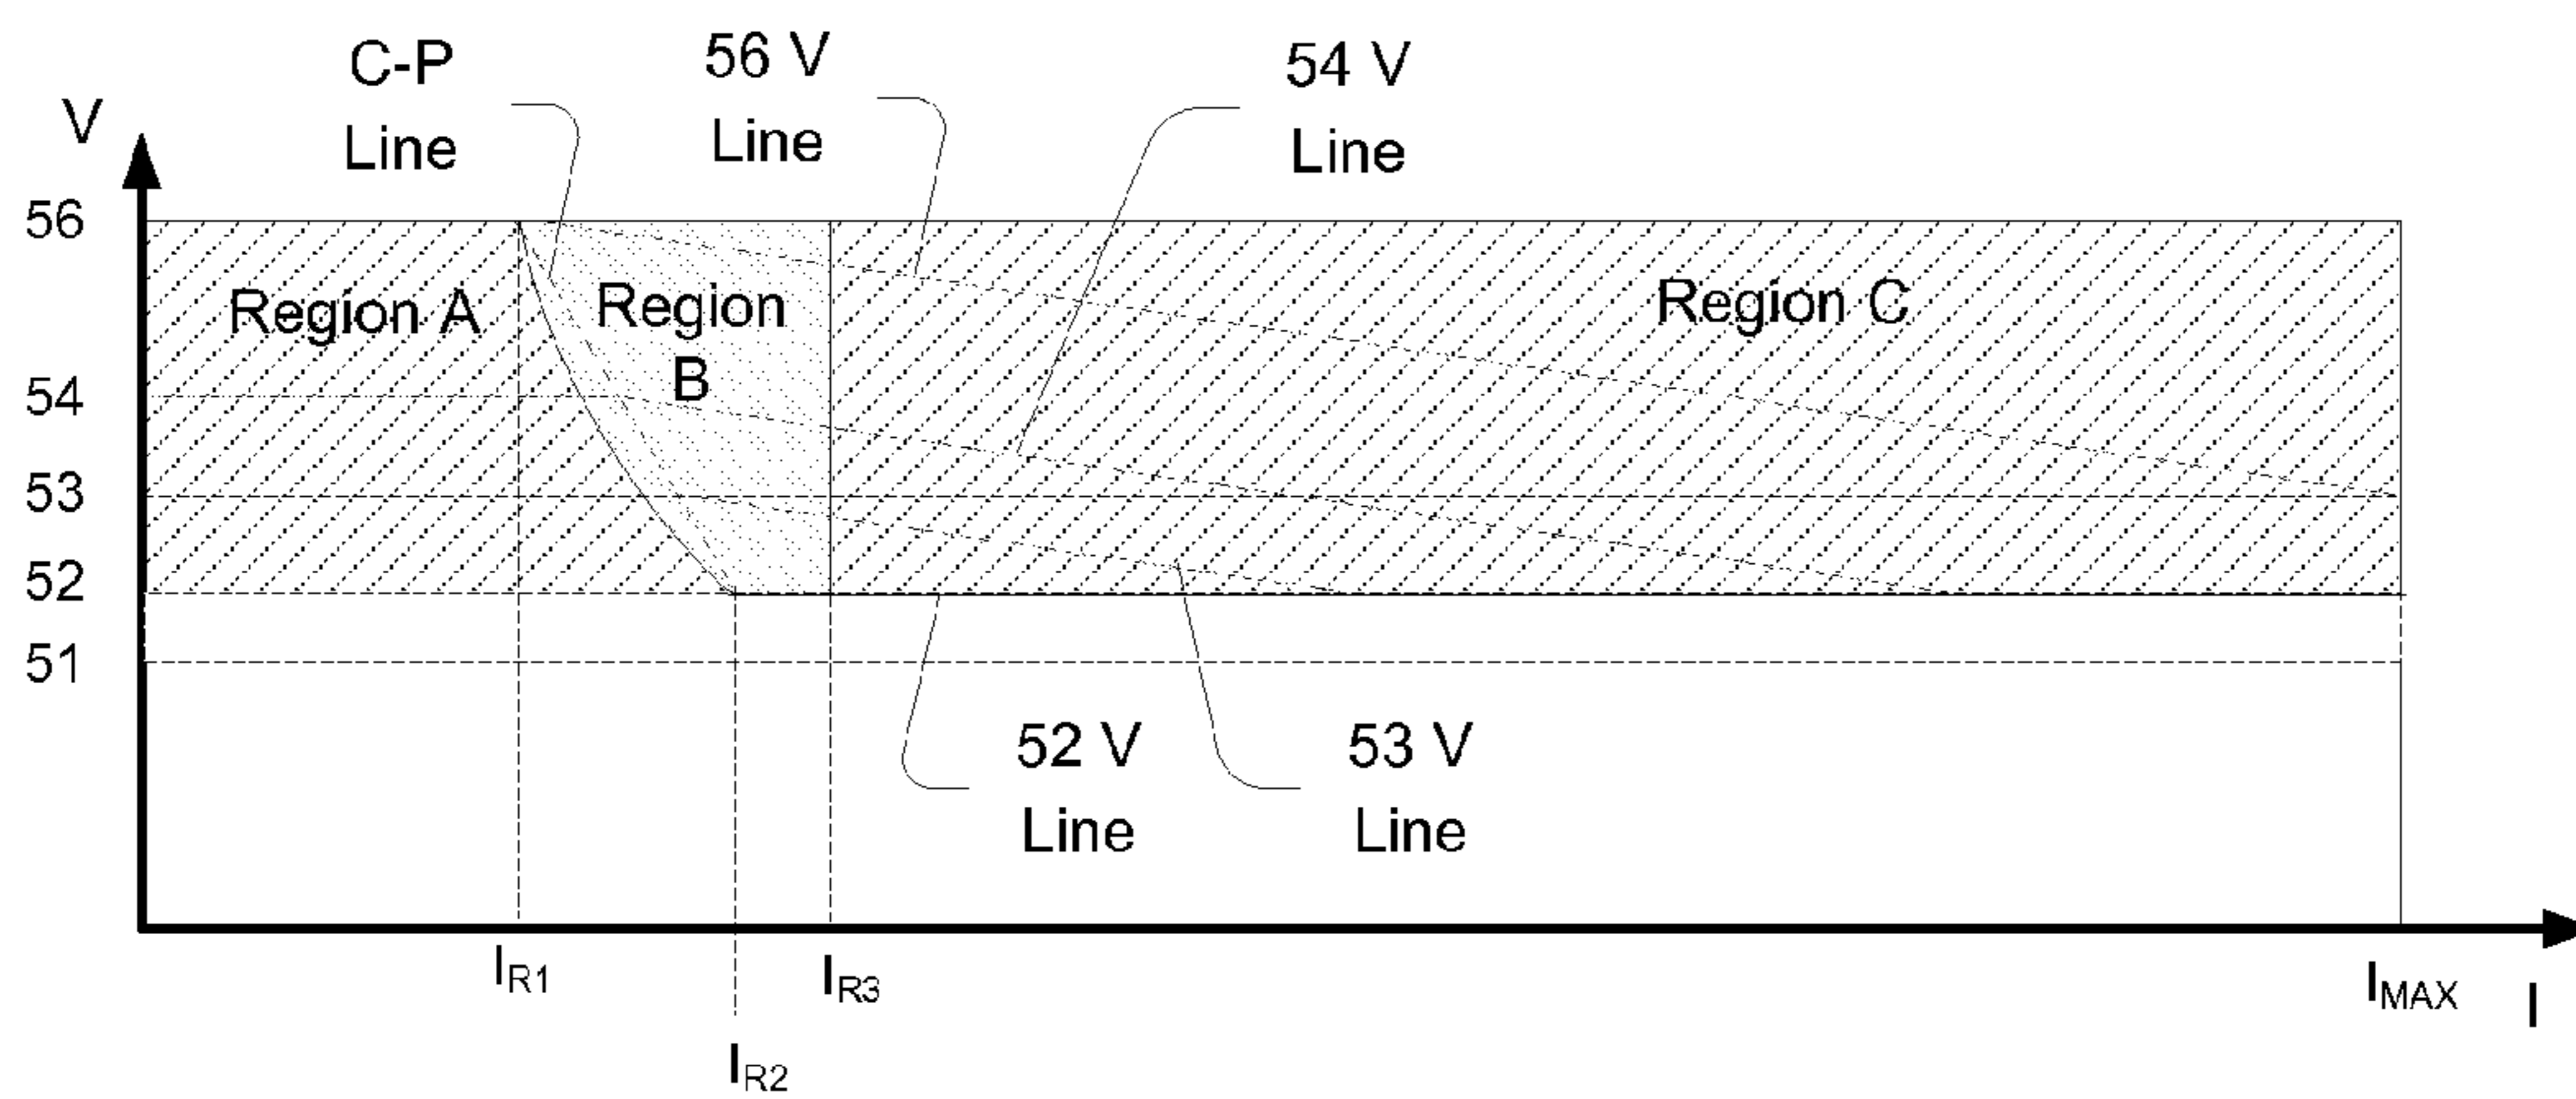 C-P
Line
56 V
Line
54 V
Line
V
56
54
53
52
51
Region A
Region
B
Region C
52 V
Line
53 V
Line
IR1
IR2
IR3
IMAX
I